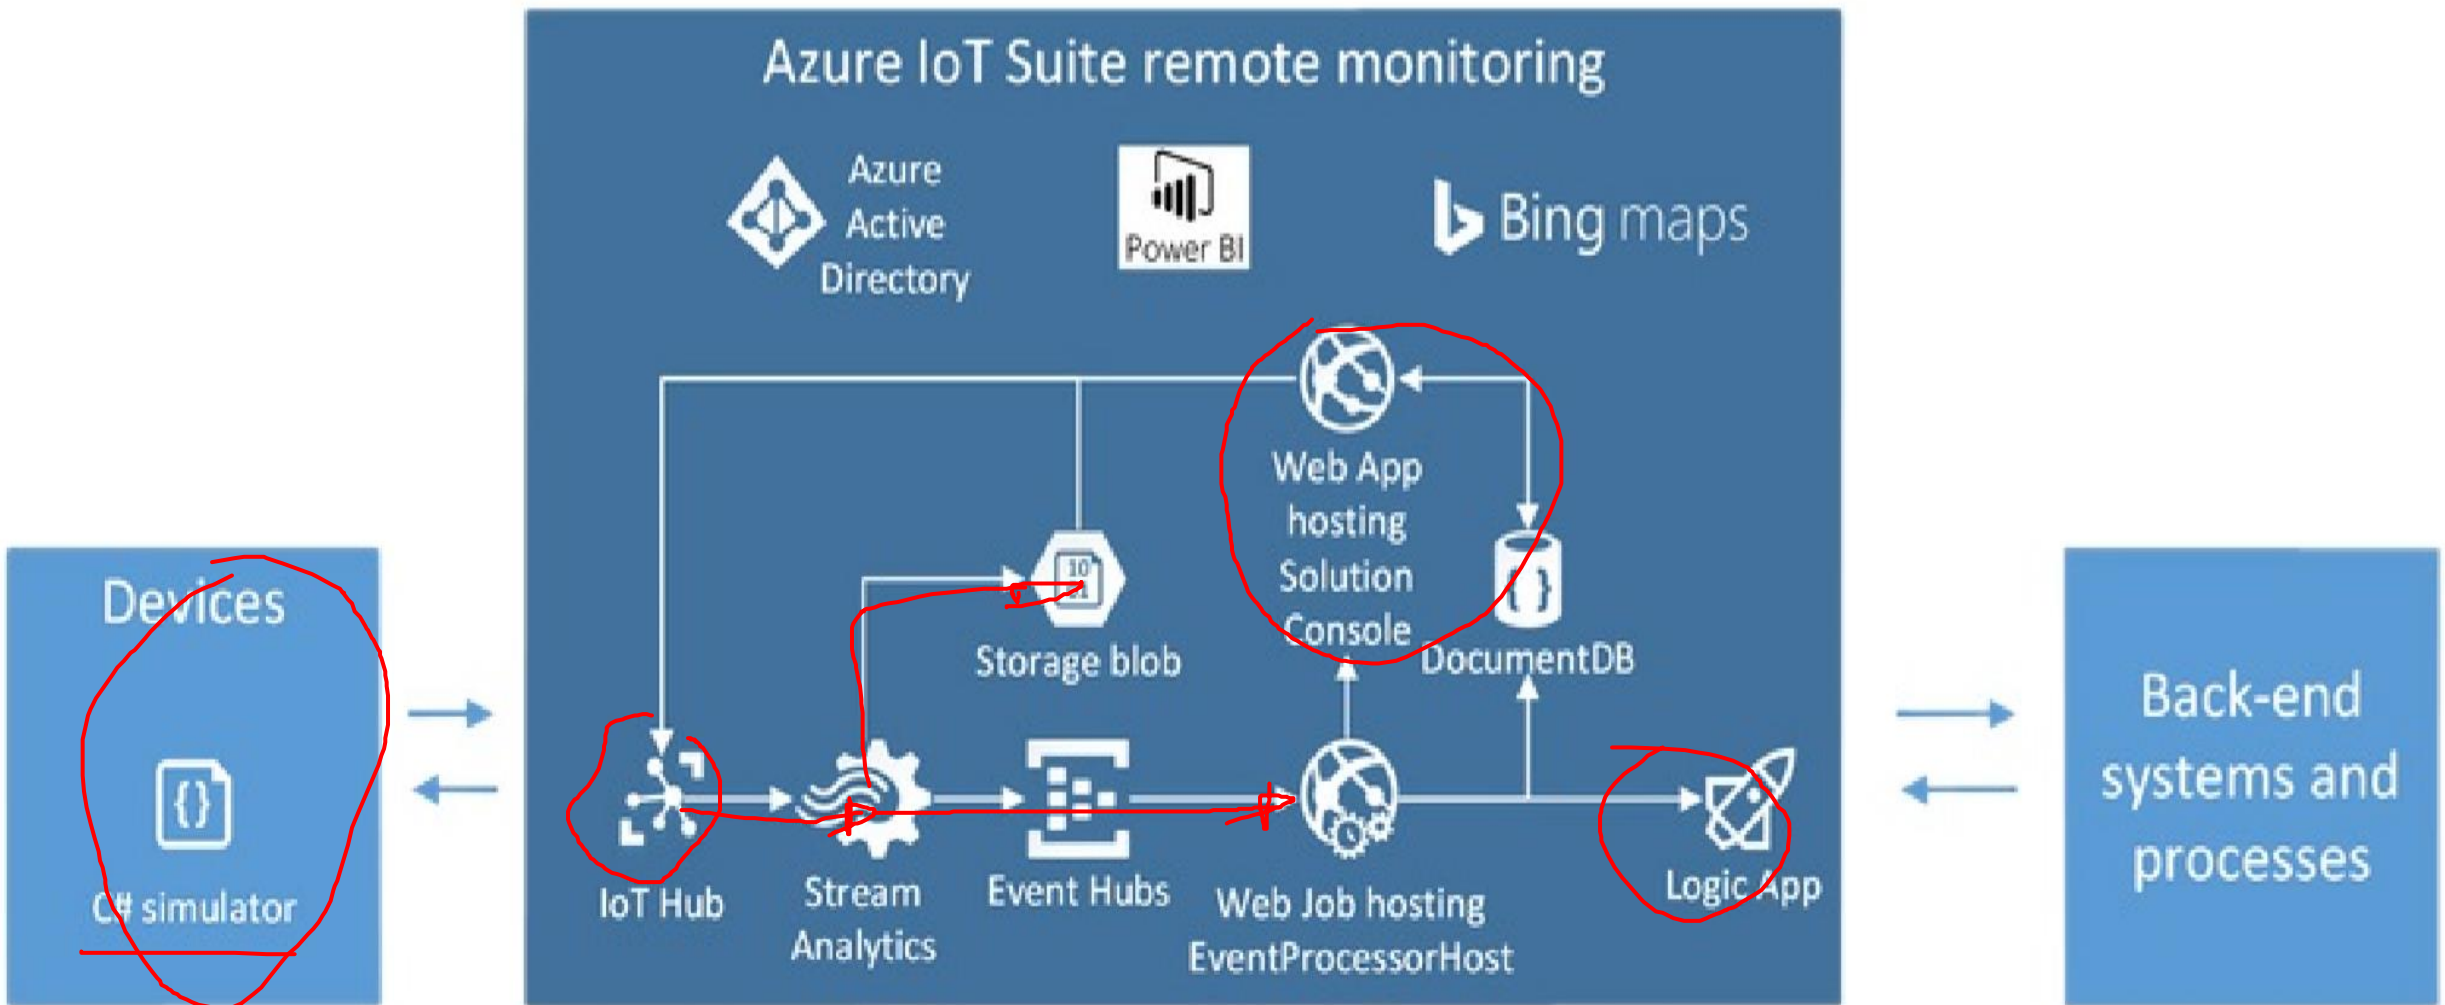 Azure IoT Suite remote monitoring
Azure
Active
Directory
Power BI
Bing maps
Web App
hosting
Solution
Console
Storage blob
DocumentDB
10
Devices
{}
C# simulator
{ }
IoT Hub
Stream
Analytics
Event Hubs
Web Job hosting
EventProcessorHost
Logic App
Back-end
systems and
processes